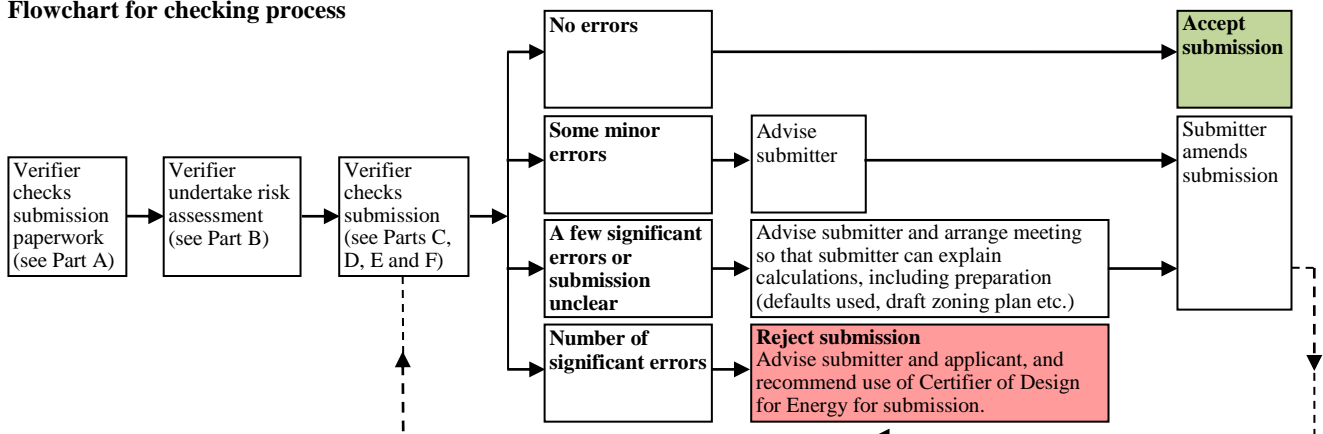 Flowchart for checking process
Verifier
checks
submission
paperwork
(see Part A)
Verifier
undertake risk
assessment
(see Part B)
Verifier
checks
submission
(see Parts C,
D, E and F)
No errors
Accept
submission
Some minor
errors
Advise
submitter
Submitter
amends
submission
A few significant
errors or
submission
unclear
Advise submitter and arrange meeting
so that submitter can explain
calculations, including preparation
(defaults used, draft zoning plan etc.)
Number of
significant errors
Reject submission
Advise submitter and applicant, and
recommend use of Certifier of Design
for Energy for submission.